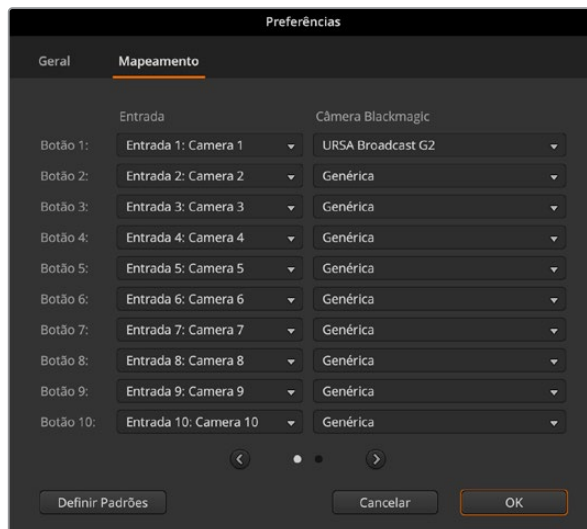 Preferências
Geral Mapeamento
Entrada Câmera Blackmagic
Botão 1: Entrada 1: Camera 1 URSA Broadcast G2
Botão 2: Entrada 2: Camera 2 Genérica
Botão 3: Entrada 3: Camera 3 Genérica
Botão 4: Entrada 4: Camera 4 Genérica
Botão 5: Entrada 5: Camera 5 Genérica
Botão 6: Entrada 6: Camera 6 Genérica
Botão 7: Entrada 7: Camera 7 Genérica
Botão 8: Entrada 8: Camera 8 Genérica
Botão 9: Entrada 9: Camera 9 Genérica
Botão 10: Entrada 10: Camera 10 Genérica
Definir Padrões Cancelar OK